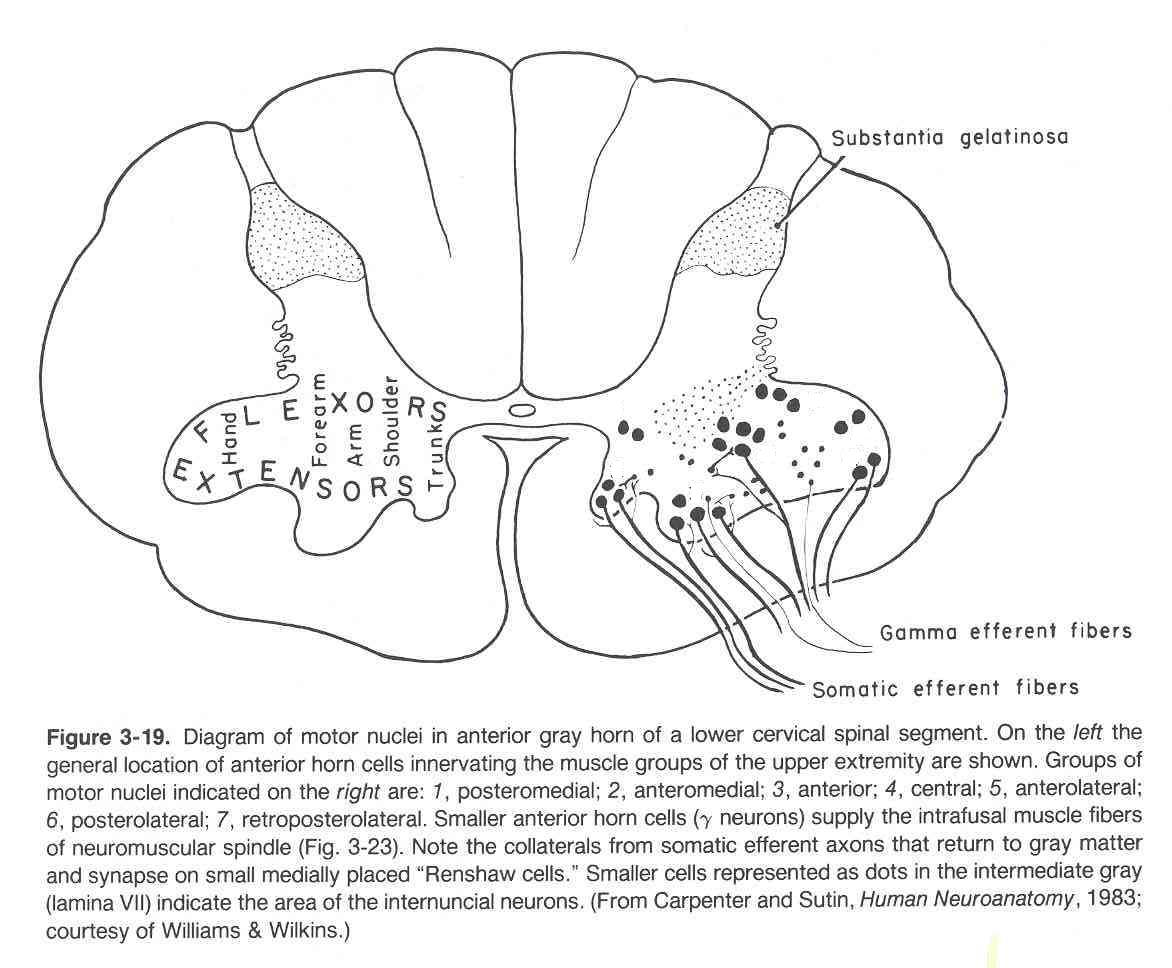 Substantia gelatinosa
FLEXORS
Hand
Forearm
Arm
Shoulder
Trunk
EXTENSORS
Gamma efferent fibers
Somatic efferent fibers
Figure 3-19. Diagram of motor nuclei in anterior gray horn of a lower cervical spinal segment. On the left the
general location of anterior horn cells innervating the muscle groups of the upper extremity are shown. Groups of
motor nuclei indicated on the right are: 1, posteromedial; 2, anteromedial; 3, anterior; 4, central; 5, anterolateral;
6, posterolateral; 7, retroposterolateral. Smaller anterior horn cells (γ neurons) supply the intrafusal muscle fibers
of neuromuscular spindle (Fig. 3-23). Note the collaterals from somatic efferent axons that return to gray matter
and synapse on small medially placed “Renshaw cells.” Smaller cells represented as dots in the intermediate gray
(lamina VII) indicate the area of the internuncial neurons. (From Carpenter and Sutin, Human Neuroanatomy, 1983;
courtesy of Williams & Wilkins.)